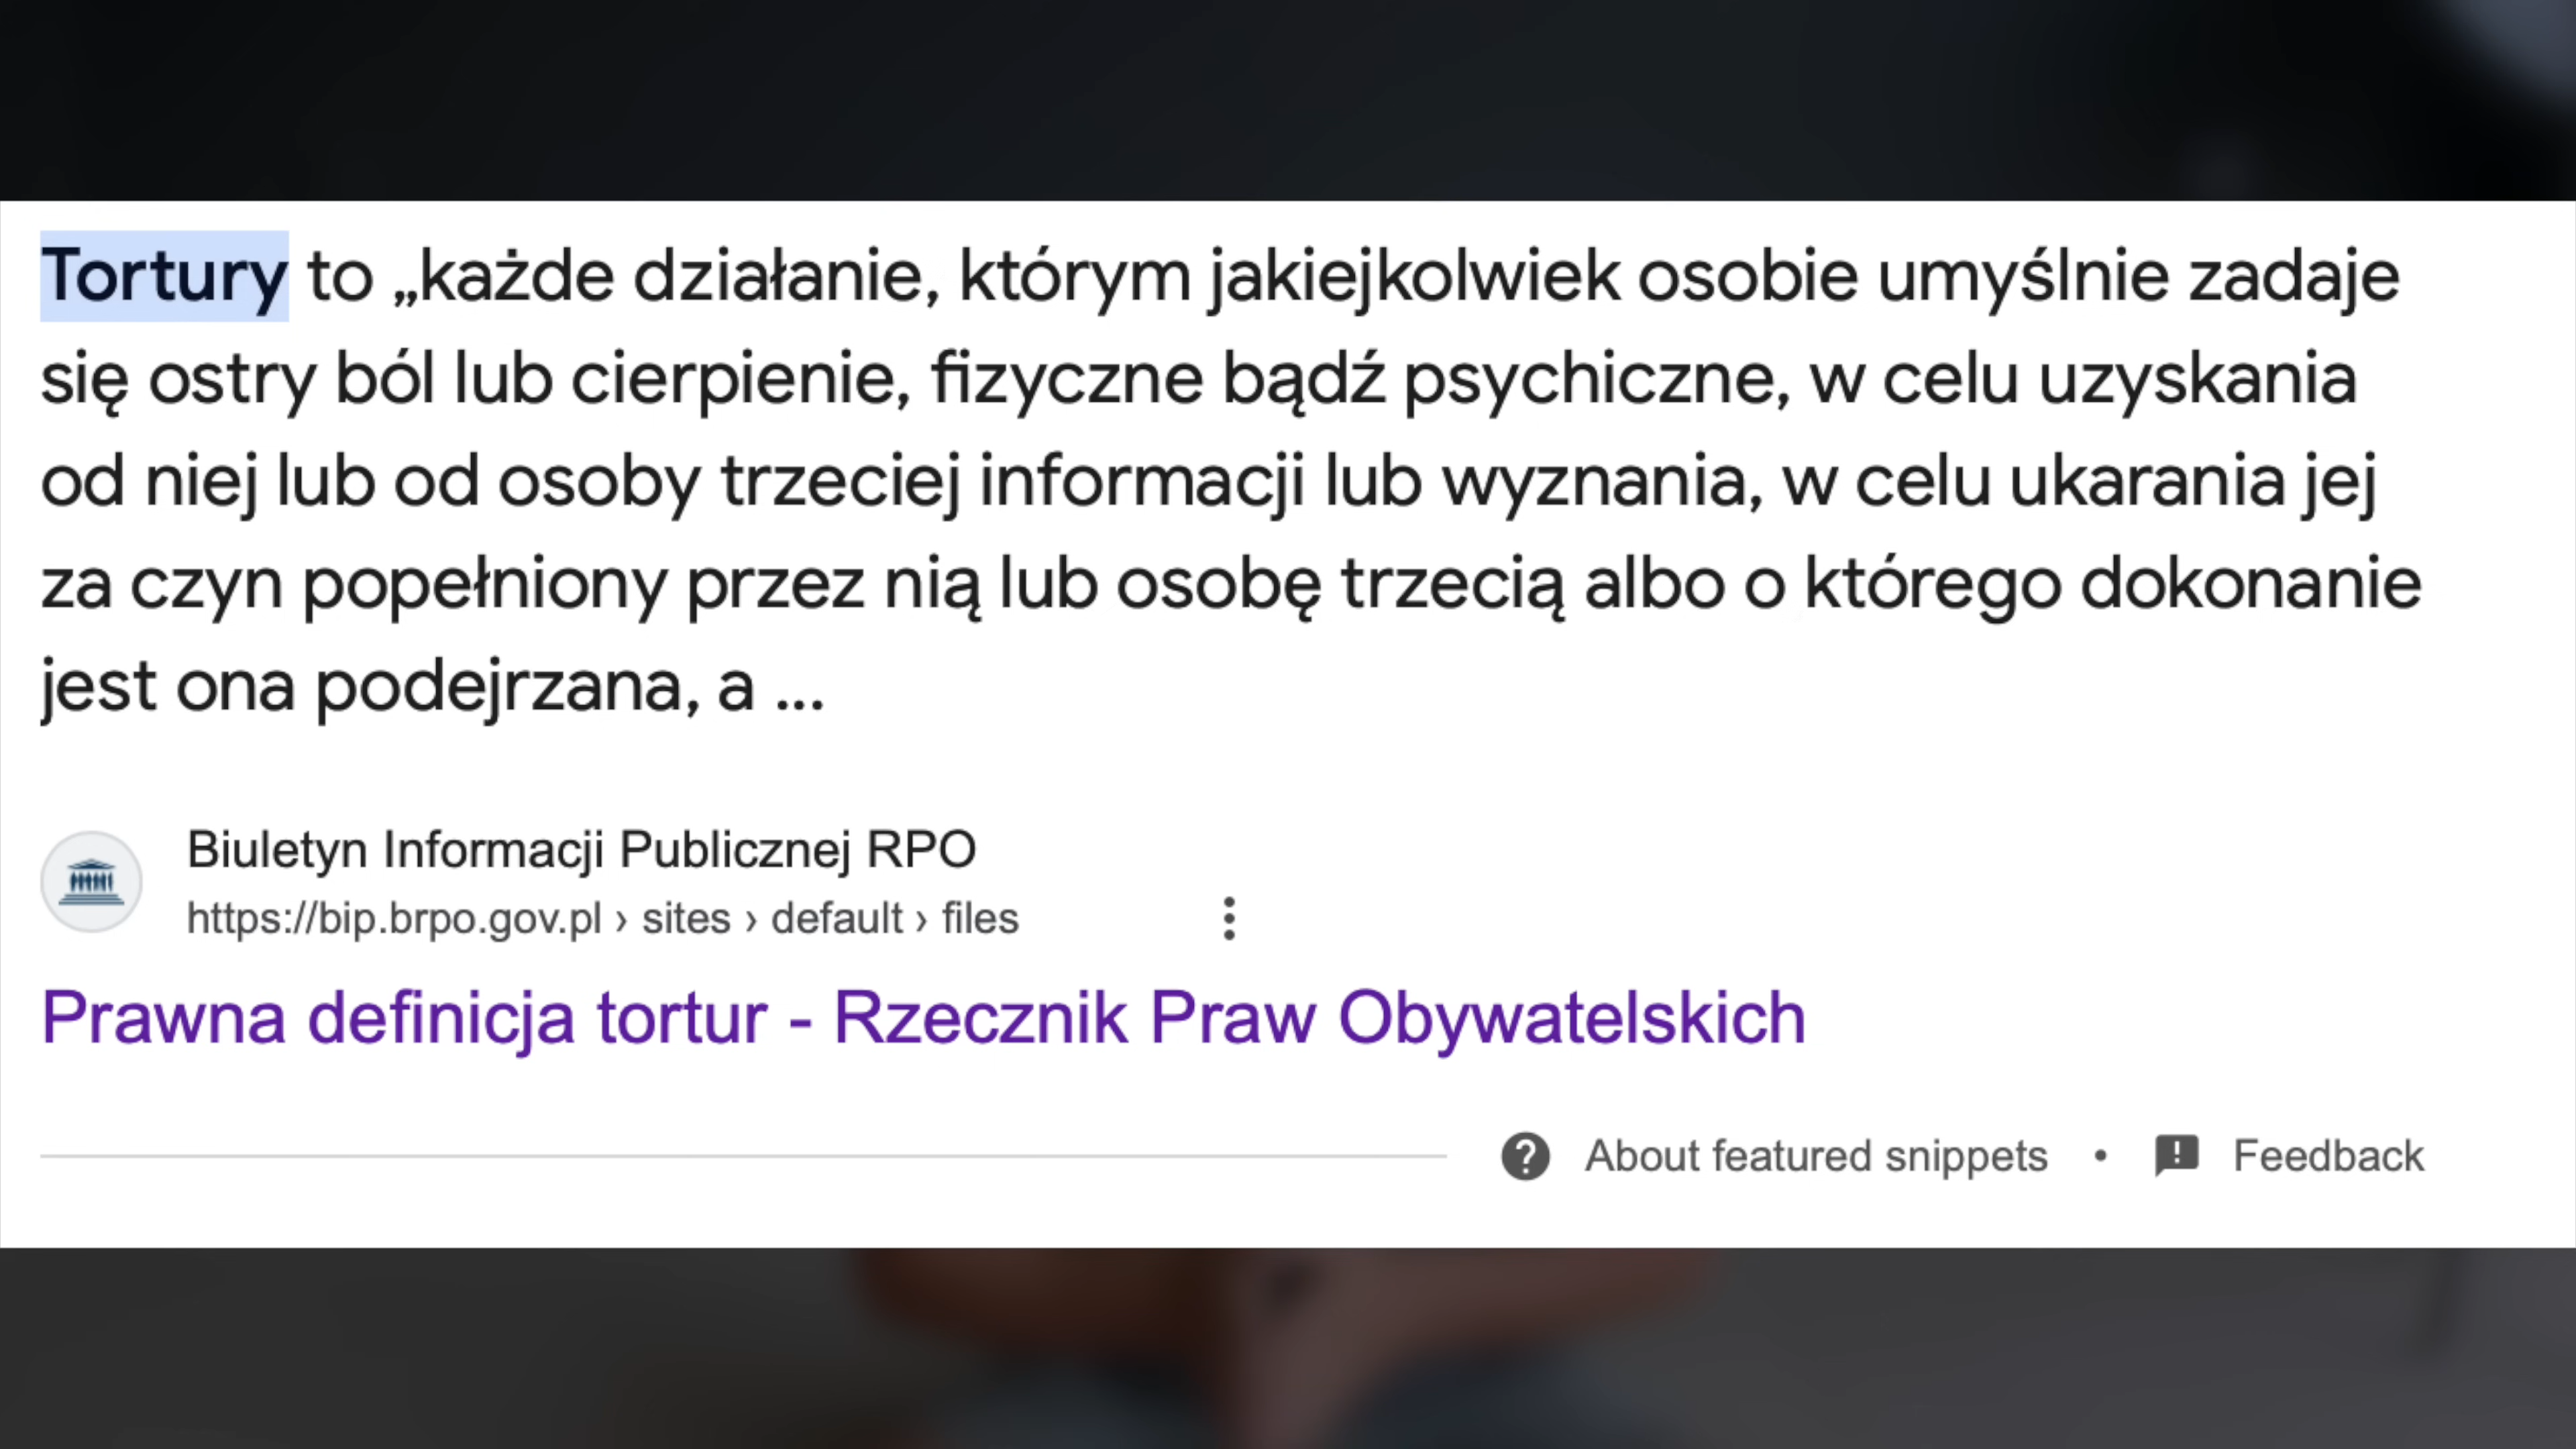 Tortury to „każde działanie, którym jakiejkolwiek osobie umyślnie zadaje
się ostry ból lub cierpienie, fizyczne bądź psychiczne, w celu uzyskania
od niej lub od osoby trzeciej informacji lub wyznania, w celu ukarania jej
za czyn popełniony przez nią lub osobę trzecią albo o którego dokonanie
jest ona podejrzana, a ...
Biuletyn Informacji Publicznej RPO
https://bip.brpo.gov.pl › sites › default › files
Prawna definicja tortur - Rzecznik Praw Obywatelskich
About featured snippets • Feedback